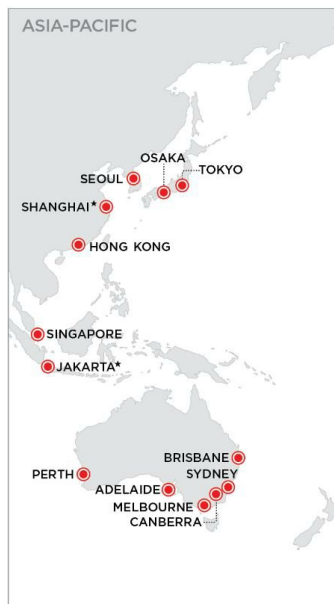 ASIA-PACIFIC
OSAKA
TOKYO
SEOUL
SHANGHAI★
HONG KONG
SINGAPORE
JAKARTA★
BRISBANE
SYDNEY
PERTH
ADELAIDE
MELBOURNE
CANBERRA